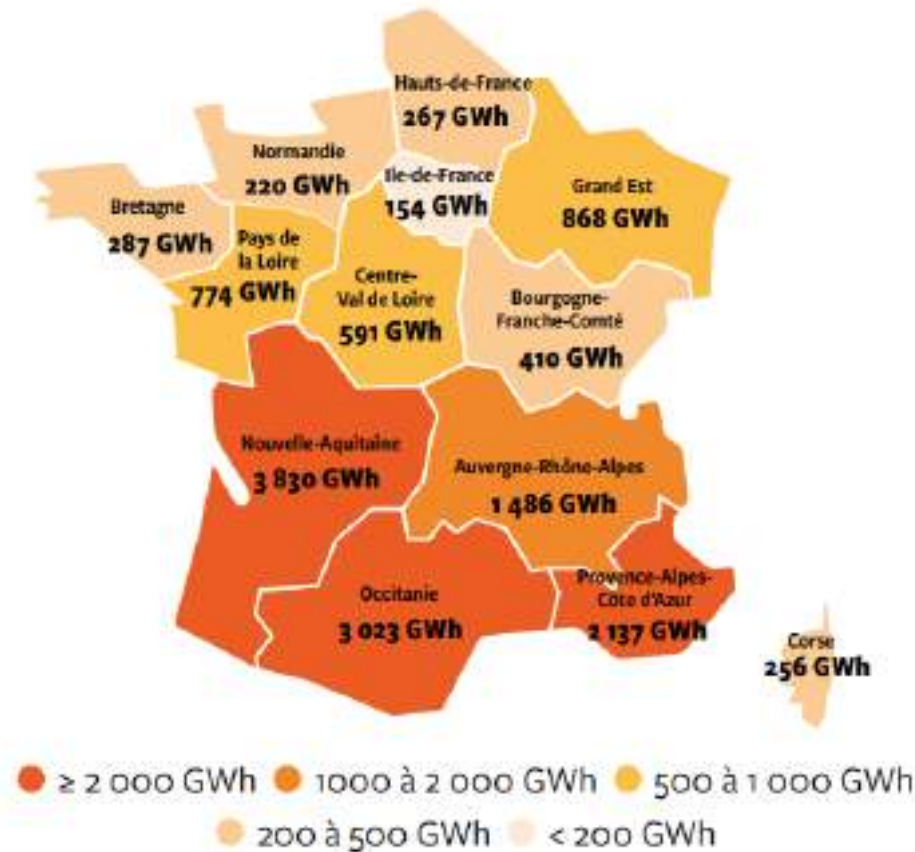 Hauts-de-France
267 GWh
Normandie
220 GWh
Ile-de-France
154 GWh
Grand Est
868 GWh
Bretagne
287 GWh
Pays de
la Loire
774 GWh
Centre-
Val de Loire
591 GWh
Bourgogne-
Franche-Comté
410 GWh
Nouvelle-Aquitaine
3 830 GWh
Auvergne-Rhône-Alpes
1 486 GWh
Occitanie
3 023 GWh
Provence-Alpes-
Côte d'Azur
2 137 GWh
Corse
256 GWh
≥ 2 000 GWh 1000 à 2 000 GWh 500 à 1 000 GWh
200 à 500 GWh < 200 GWh